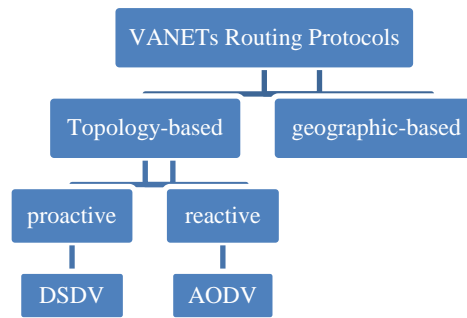 VANETs Routing Protocols
Topology-based
geographic-based
proactive
reactive
DSDV
AODV